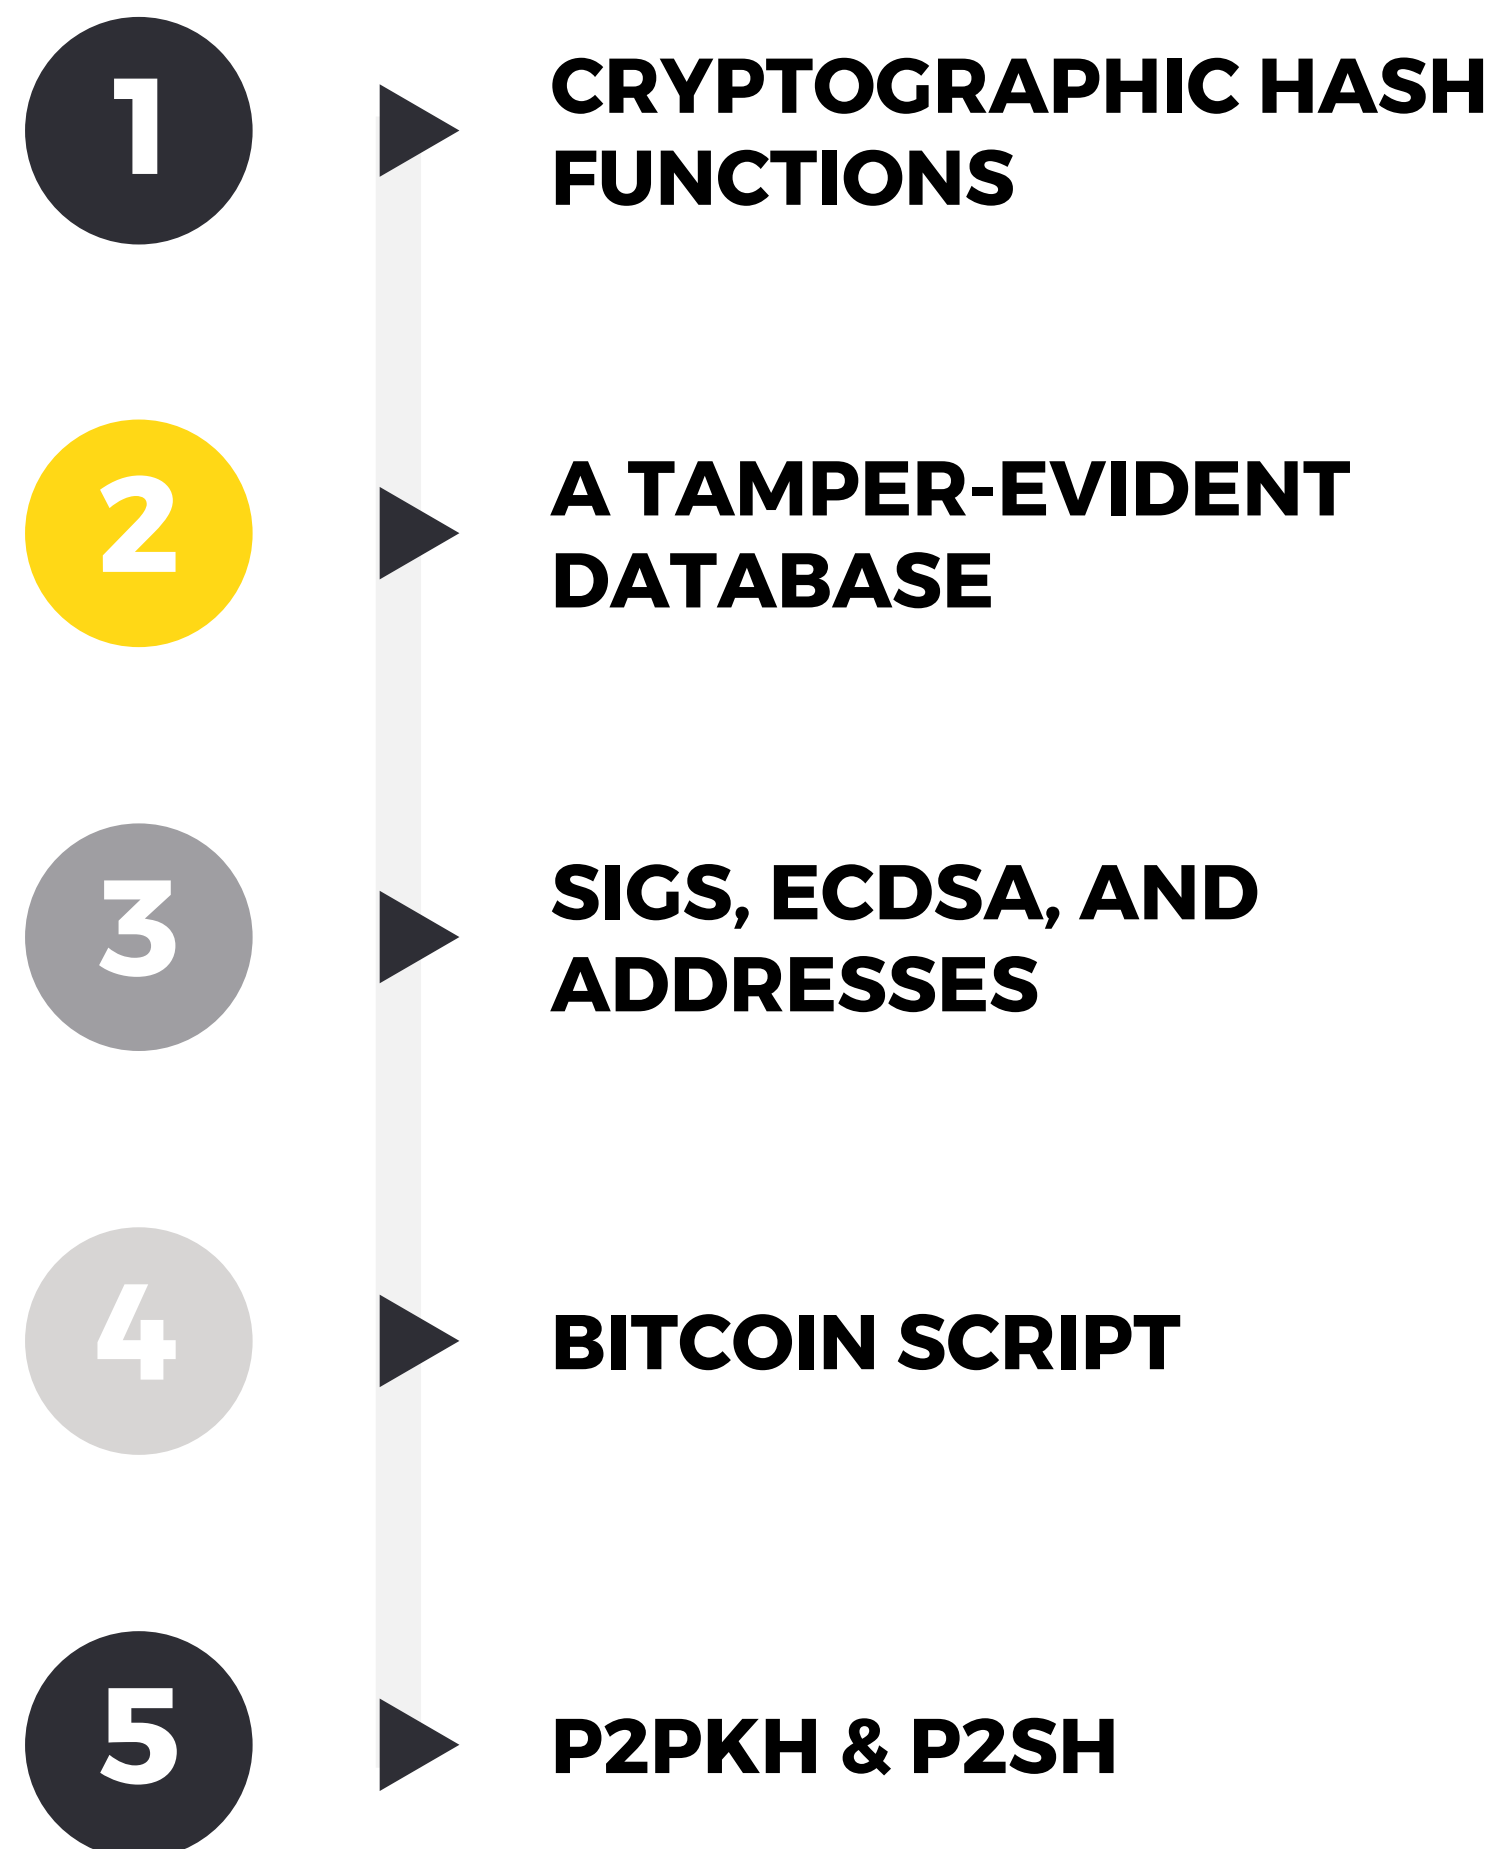 1
CRYPTOGRAPHIC HASH
FUNCTIONS
2
A TAMPER-EVIDENT
DATABASE
3
SIGS, ECDSA, AND
ADDRESSES
4
BITCOIN SCRIPT
5
P2PKH & P2SH